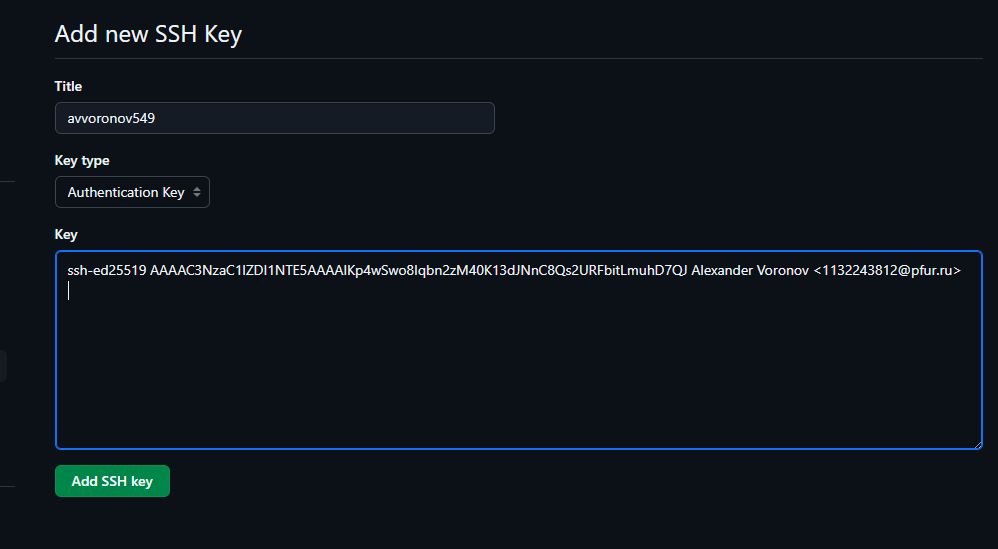 Add new SSH Key
Title
avvoronov549
Key type
Authentication Key
Key
ssh-ed25519 AAAAC3NzaC1lZDI1NTE5AAAAIKp4wSwo8Iqbn2zM40K13dJNnC8Qs2URFbitLmuhD7QJ Alexander Voronov <1132243812@pfur.ru>
Add SSH key